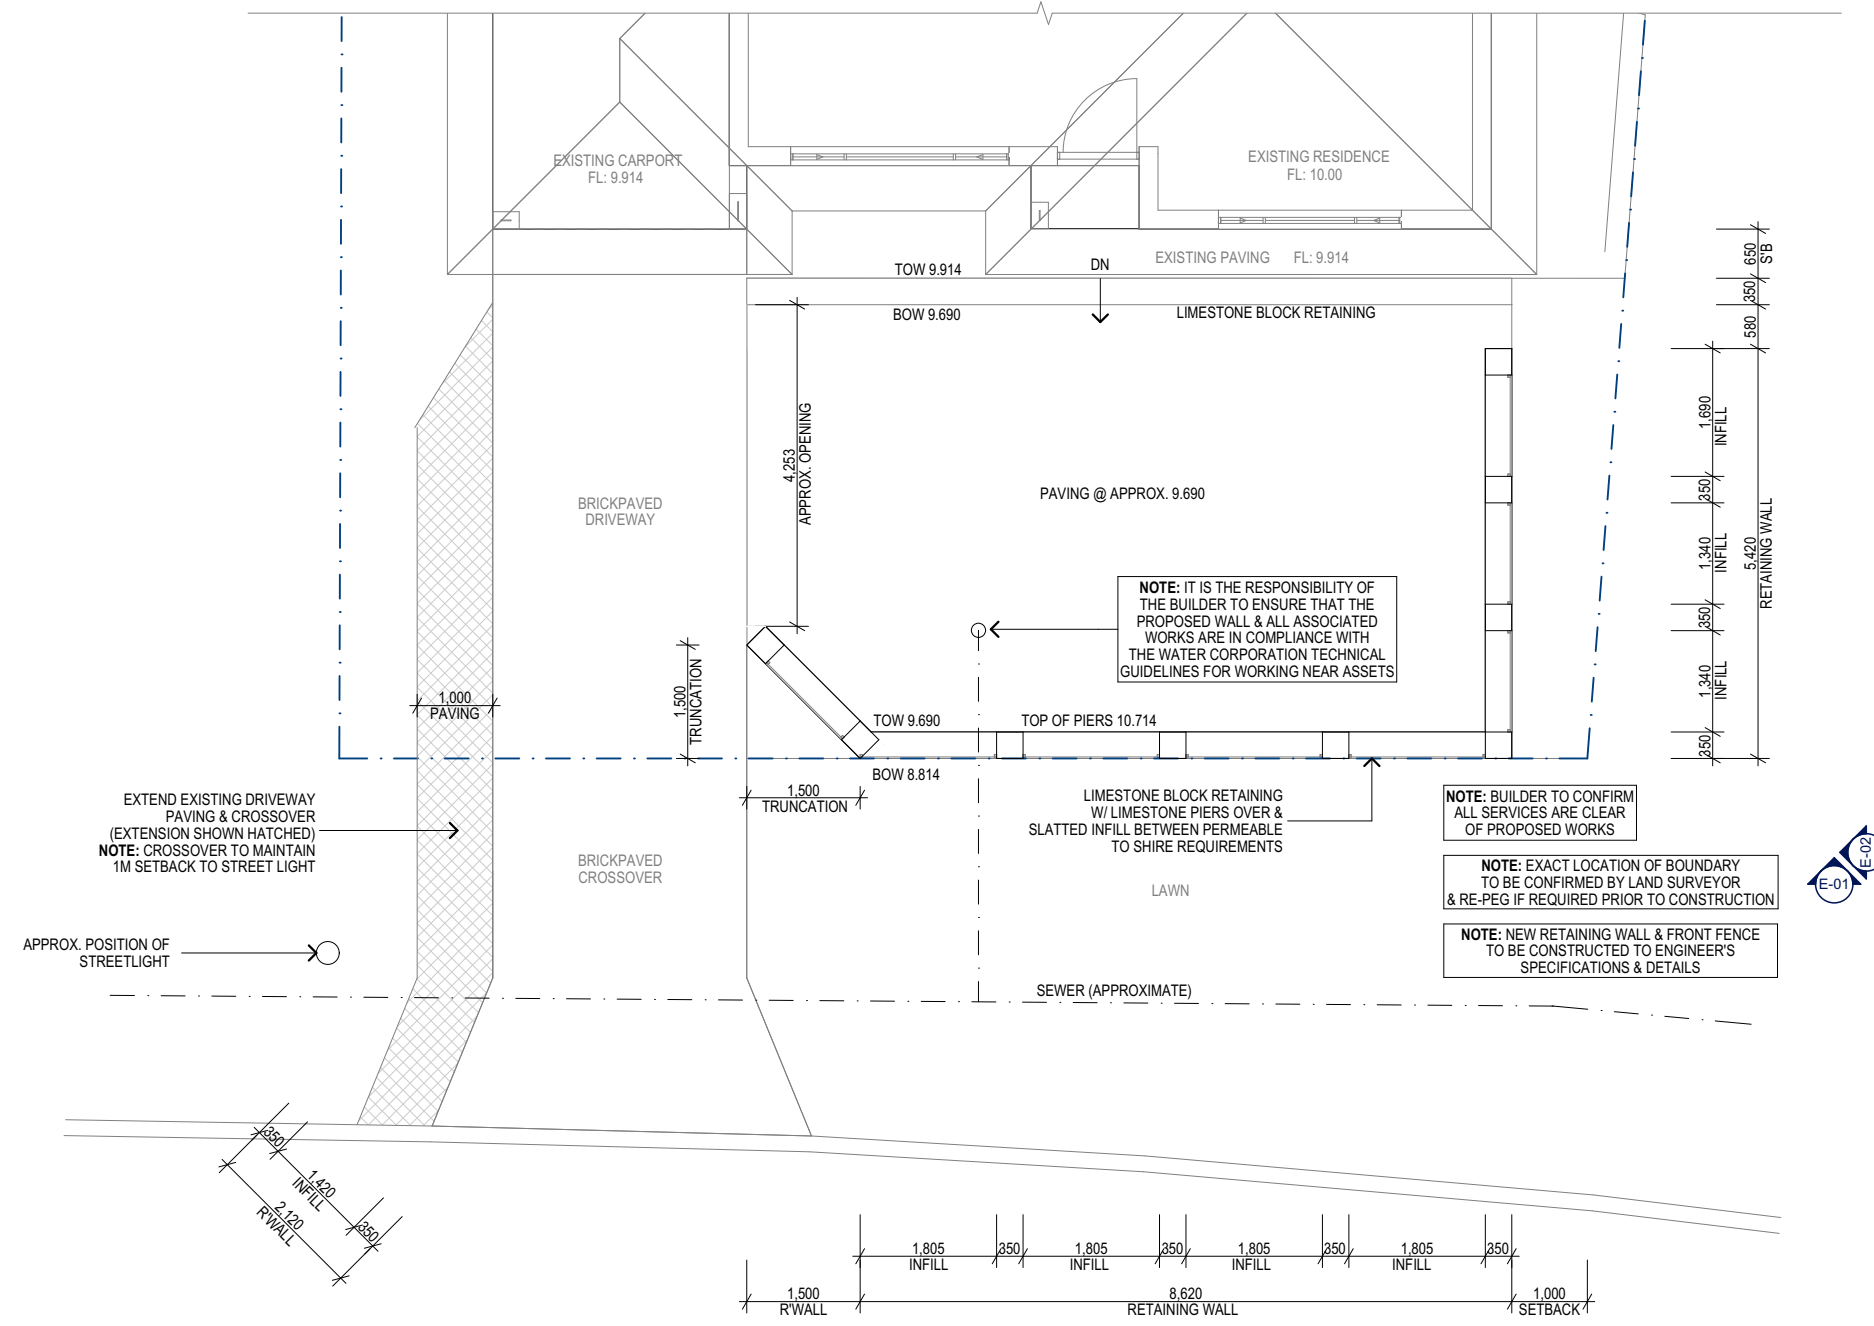 EXISTING CARPORT
FL: 9.914
EXISTING RESIDENCE
FL: 10.00
EXISTING PAVING FL: 9.914
TOW 9.914
DN
BOW 9.690
LIMESTONE BLOCK RETAINING
650
S'B
350
580
4,253
APPROX. OPENING
1,690
INFILL
350
1,340
INFILL
350
1,340
INFILL
350
5,420
RETAINING WALL
BRICKPAVED
DRIVEWAY
PAVING @ APPROX. 9.690
NOTE: IT IS THE RESPONSIBILITY OF
THE BUILDER TO ENSURE THAT THE
PROPOSED WALL & ALL ASSOCIATED
WORKS ARE IN COMPLIANCE WITH
THE WATER CORPORATION TECHNICAL
GUIDELINES FOR WORKING NEAR ASSETS
1,000
PAVING
1,500
TRUNCATION
TOW 9.690
TOP OF PIERS 10.714
BOW 8.814
1,500
TRUNCATION
EXTEND EXISTING DRIVEWAY
PAVING & CROSSOVER
(EXTENSION SHOWN HATCHED)
NOTE: CROSSOVER TO MAINTAIN
1M SETBACK TO STREET LIGHT
LIMESTONE BLOCK RETAINING
W/ LIMESTONE PIERS OVER &
SLATTED INFILL BETWEEN PERMEABLE
TO SHIRE REQUIREMENTS
NOTE: BUILDER TO CONFIRM
ALL SERVICES ARE CLEAR
OF PROPOSED WORKS
BRICKPAVED
CROSSOVER
LAWN
NOTE: EXACT LOCATION OF BOUNDARY
TO BE CONFIRMED BY LAND SURVEYOR
& RE-PEG IF REQUIRED PRIOR TO CONSTRUCTION
E-01
E-02
NOTE: NEW RETAINING WALL & FRONT FENCE
TO BE CONSTRUCTED TO ENGINEER'S
SPECIFICATIONS & DETAILS
APPROX. POSITION OF
STREETLIGHT
SEWER (APPROXIMATE)
350
1,420
INFILL
350
2,120
R'WALL
1,805
INFILL
350
1,805
INFILL
350
1,805
INFILL
350
1,805
INFILL
350
1,500
R'WALL
8,620
RETAINING WALL
1,000
SETBACK